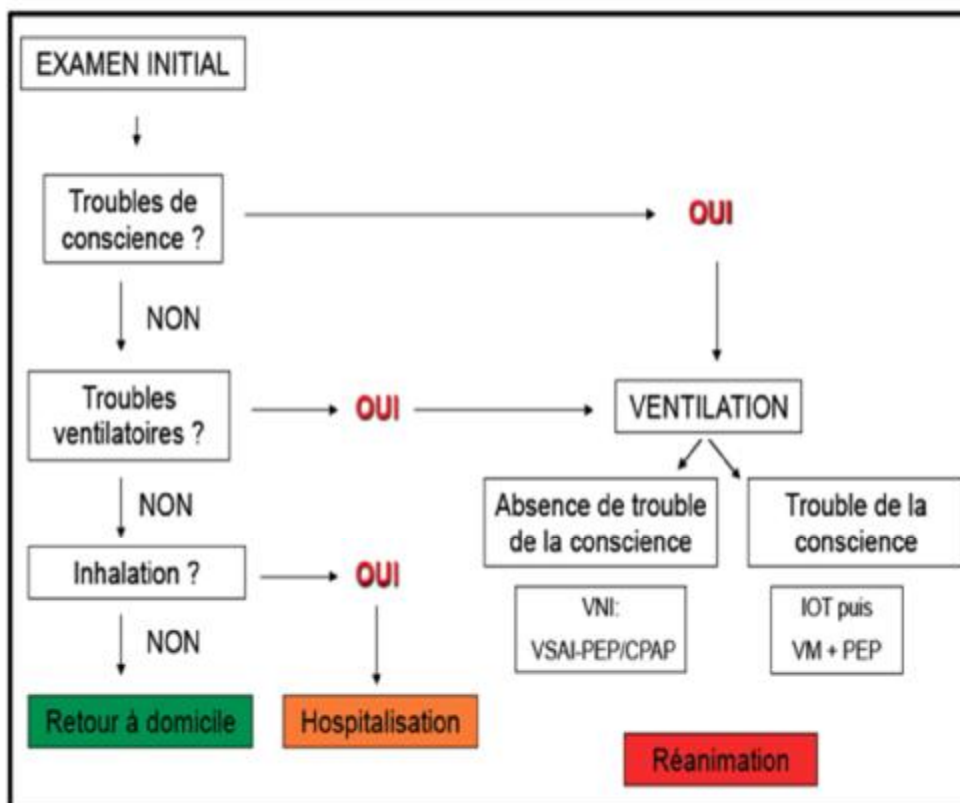 EXAMEN INITIAL
Troubles de
conscience ?
OUI
NON
Troubles
ventilatoires ?
OUI
VENTILATION
NON
Absence de trouble
de la conscience
Trouble de la
conscience
Inhalation ?
OUI
VNI:
VSAI-PEP/CPAP
IOT puis
VM + PEP
NON
Retour à domicile
Hospitalisation
Réanimation